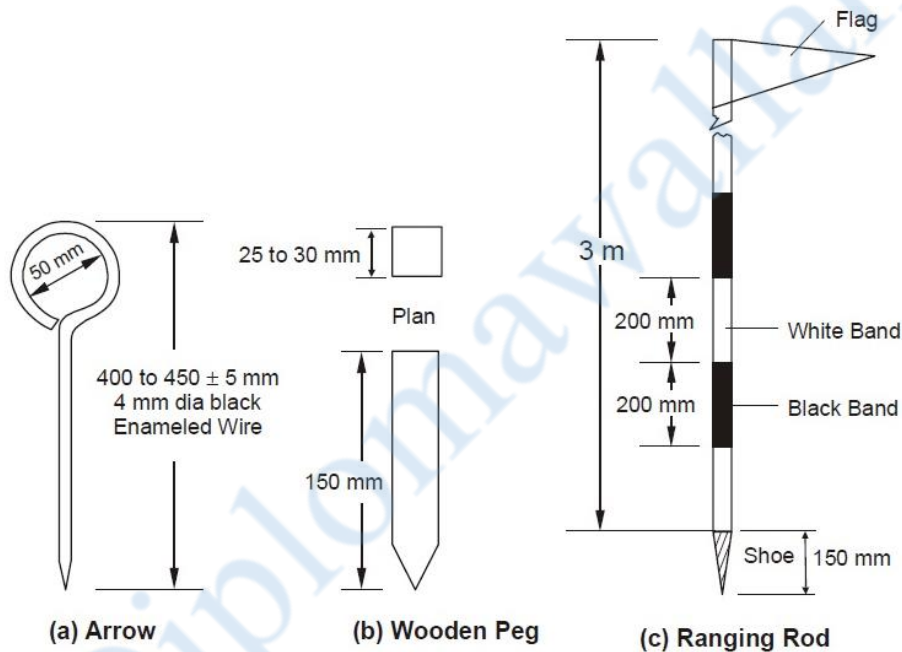 Flag
3 m
50 mm
400 to 450 ± 5 mm
4 mm dia black
Enameled Wire
25 to 30 mm
Plan
150 mm
200 mm
White Band
200 mm
Black Band
Shoe
150 mm
(a) Arrow
(b) Wooden Peg
(c) Ranging Rod
Diplomawalla